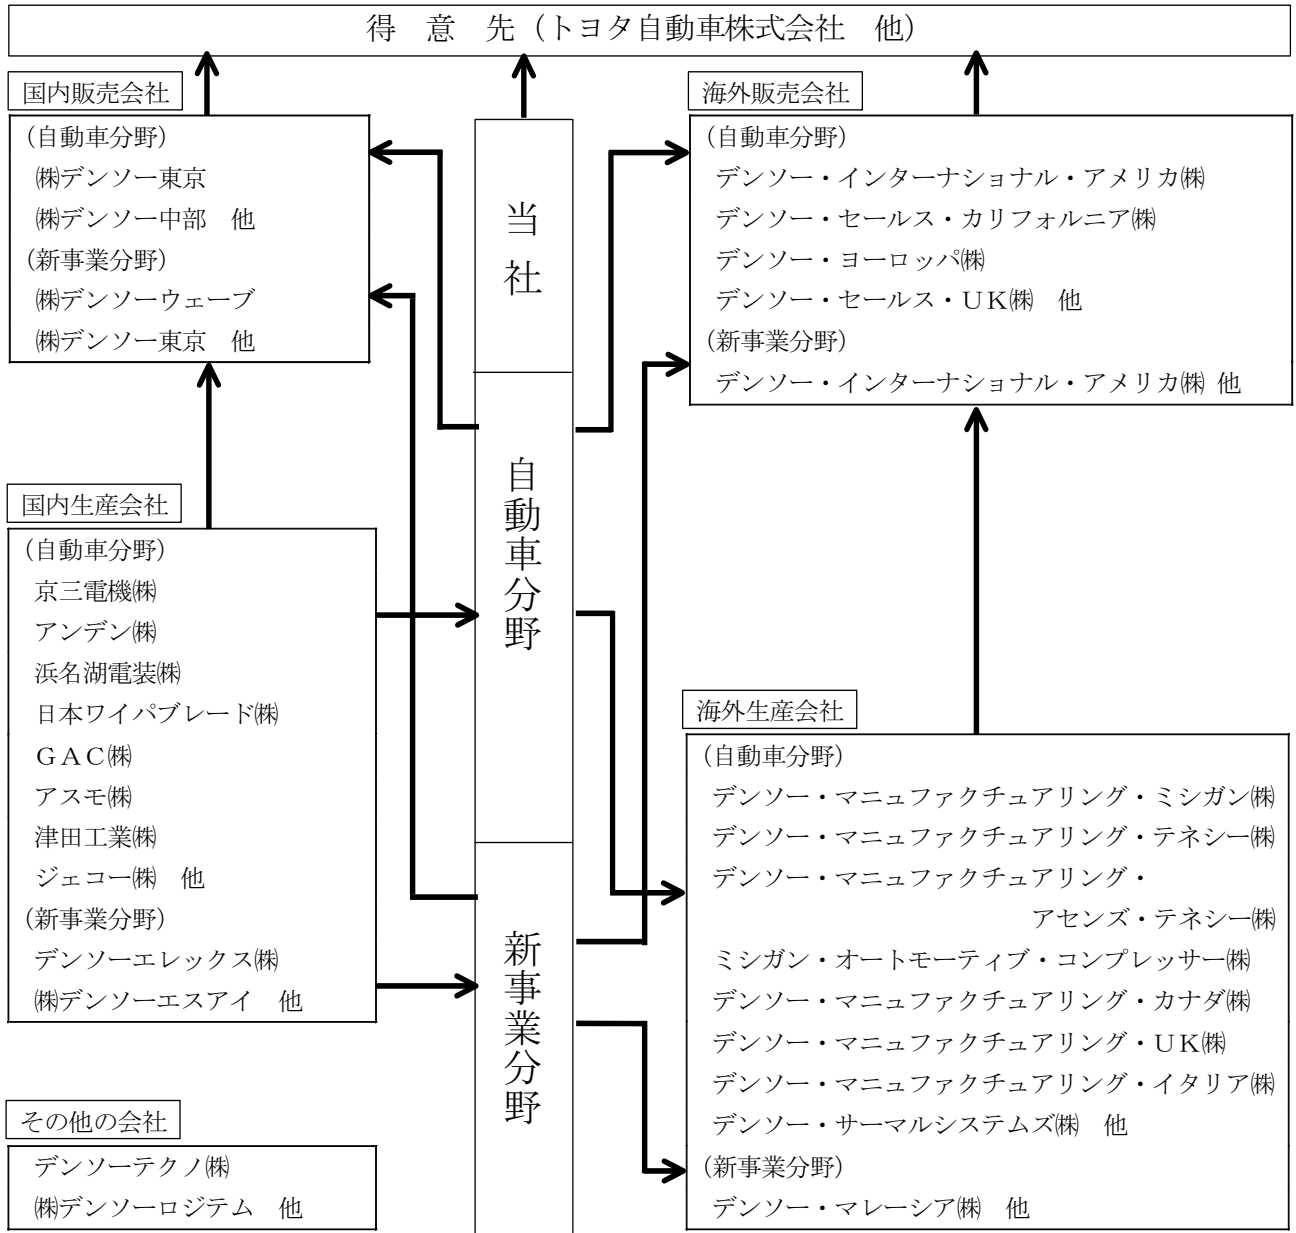 得　意　先（トヨタ自動車株式会社　他）
国内販売会社
（自動車分野）
㈱デンソー東京
㈱デンソー中部　他
（新事業分野）
㈱デンソーウェーブ
㈱デンソー東京　他
国内生産会社
（自動車分野）
京三電機㈱
アンデン㈱
浜名湖電装㈱
日本ワイパブレード㈱
ＧＡＣ㈱
アスモ㈱
津田工業㈱
ジェコー㈱　他
（新事業分野）
デンソーエレックス㈱
㈱デンソーエスアイ　他
その他の会社
デンソーテクノ㈱
㈱デンソーロジテム　他
当社
自動車分野
新事業分野
海外販売会社
（自動車分野）
デンソー・インターナショナル・アメリカ㈱
デンソー・セールス・カリフォルニア㈱
デンソー・ヨーロッパ㈱
デンソー・セールス・ＵＫ㈱　他
（新事業分野）
デンソー・インターナショナル・アメリカ㈱ 他
海外生産会社
（自動車分野）
デンソー・マニュファクチュアリング・ミシガン㈱
デンソー・マニュファクチュアリング・テネシー㈱
デンソー・マニュファクチュアリング・
アセンズ・テネシー㈱
ミシガン・オートモーティブ・コンプレッサー㈱
デンソー・マニュファクチュアリング・カナダ㈱
デンソー・マニュファクチュアリング・ＵＫ㈱
デンソー・マニュファクチュアリング・イタリア㈱
デンソー・サーマルシステムズ㈱　他
（新事業分野）
デンソー・マレーシア㈱　他